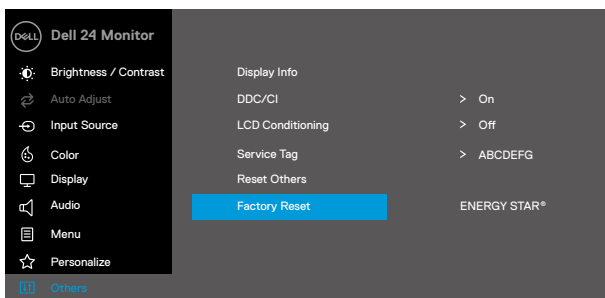 DELL Dell 24 Monitor
Brightness / Contrast Display Info
Auto Adjust DDC/CI > On
Input Source LCD Conditioning > Off
Color Service Tag > ABCDEFG
Display Reset Others
Audio Factory Reset ENERGY STAR®
Menu
Personalize
Others